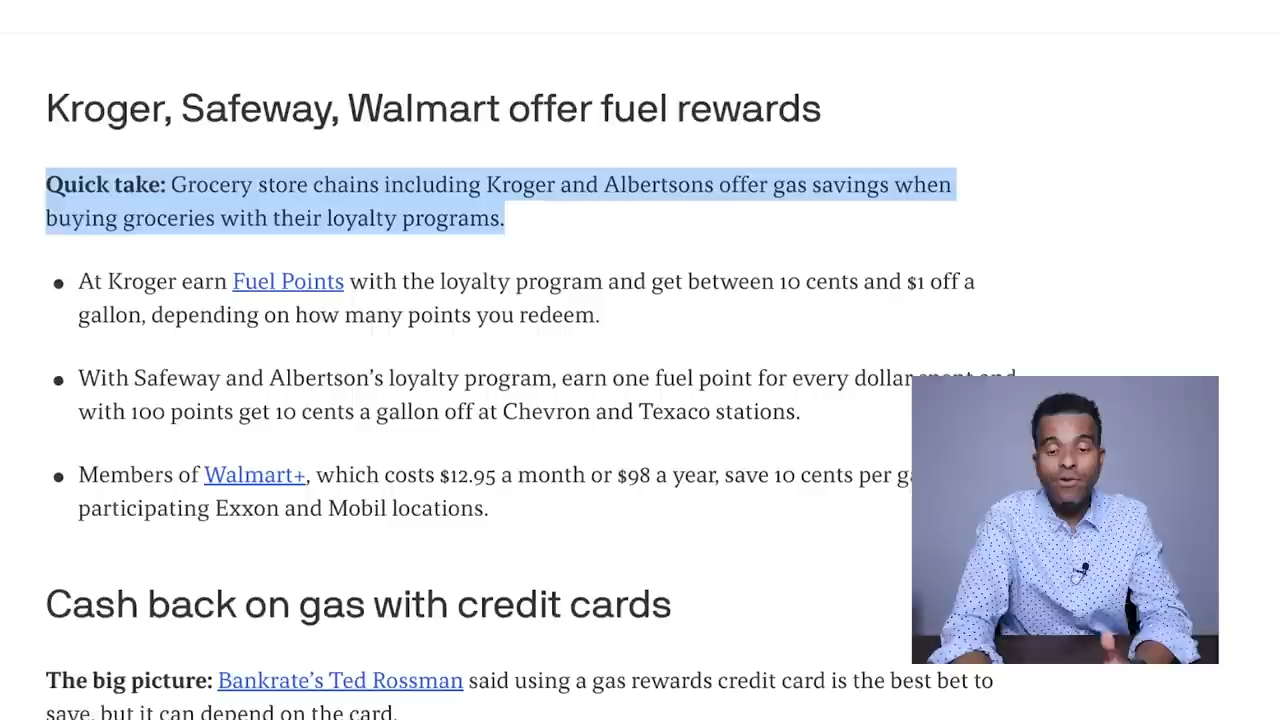 Kroger, Safeway, Walmart offer fuel rewards
Quick take: Grocery store chains including Kroger and Albertsons offer gas savings when
buying groceries with their loyalty programs.
• At Kroger earn Fuel Points with the loyalty program and get between 10 cents and $1 off a
gallon, depending on how many points you redeem.
• With Safeway and Albertson’s loyalty program, earn one fuel point for every dollar spent and
with 100 points get 10 cents a gallon off at Chevron and Texaco stations.
• Members of Walmart+, which costs $12.95 a month or $98 a year, save 10 cents per
participating Exxon and Mobil locations.
Cash back on gas with credit cards
The big picture: Bankrate’s Ted Rossman said using a gas rewards credit card is the best bet to
save, but it can depend on the card.